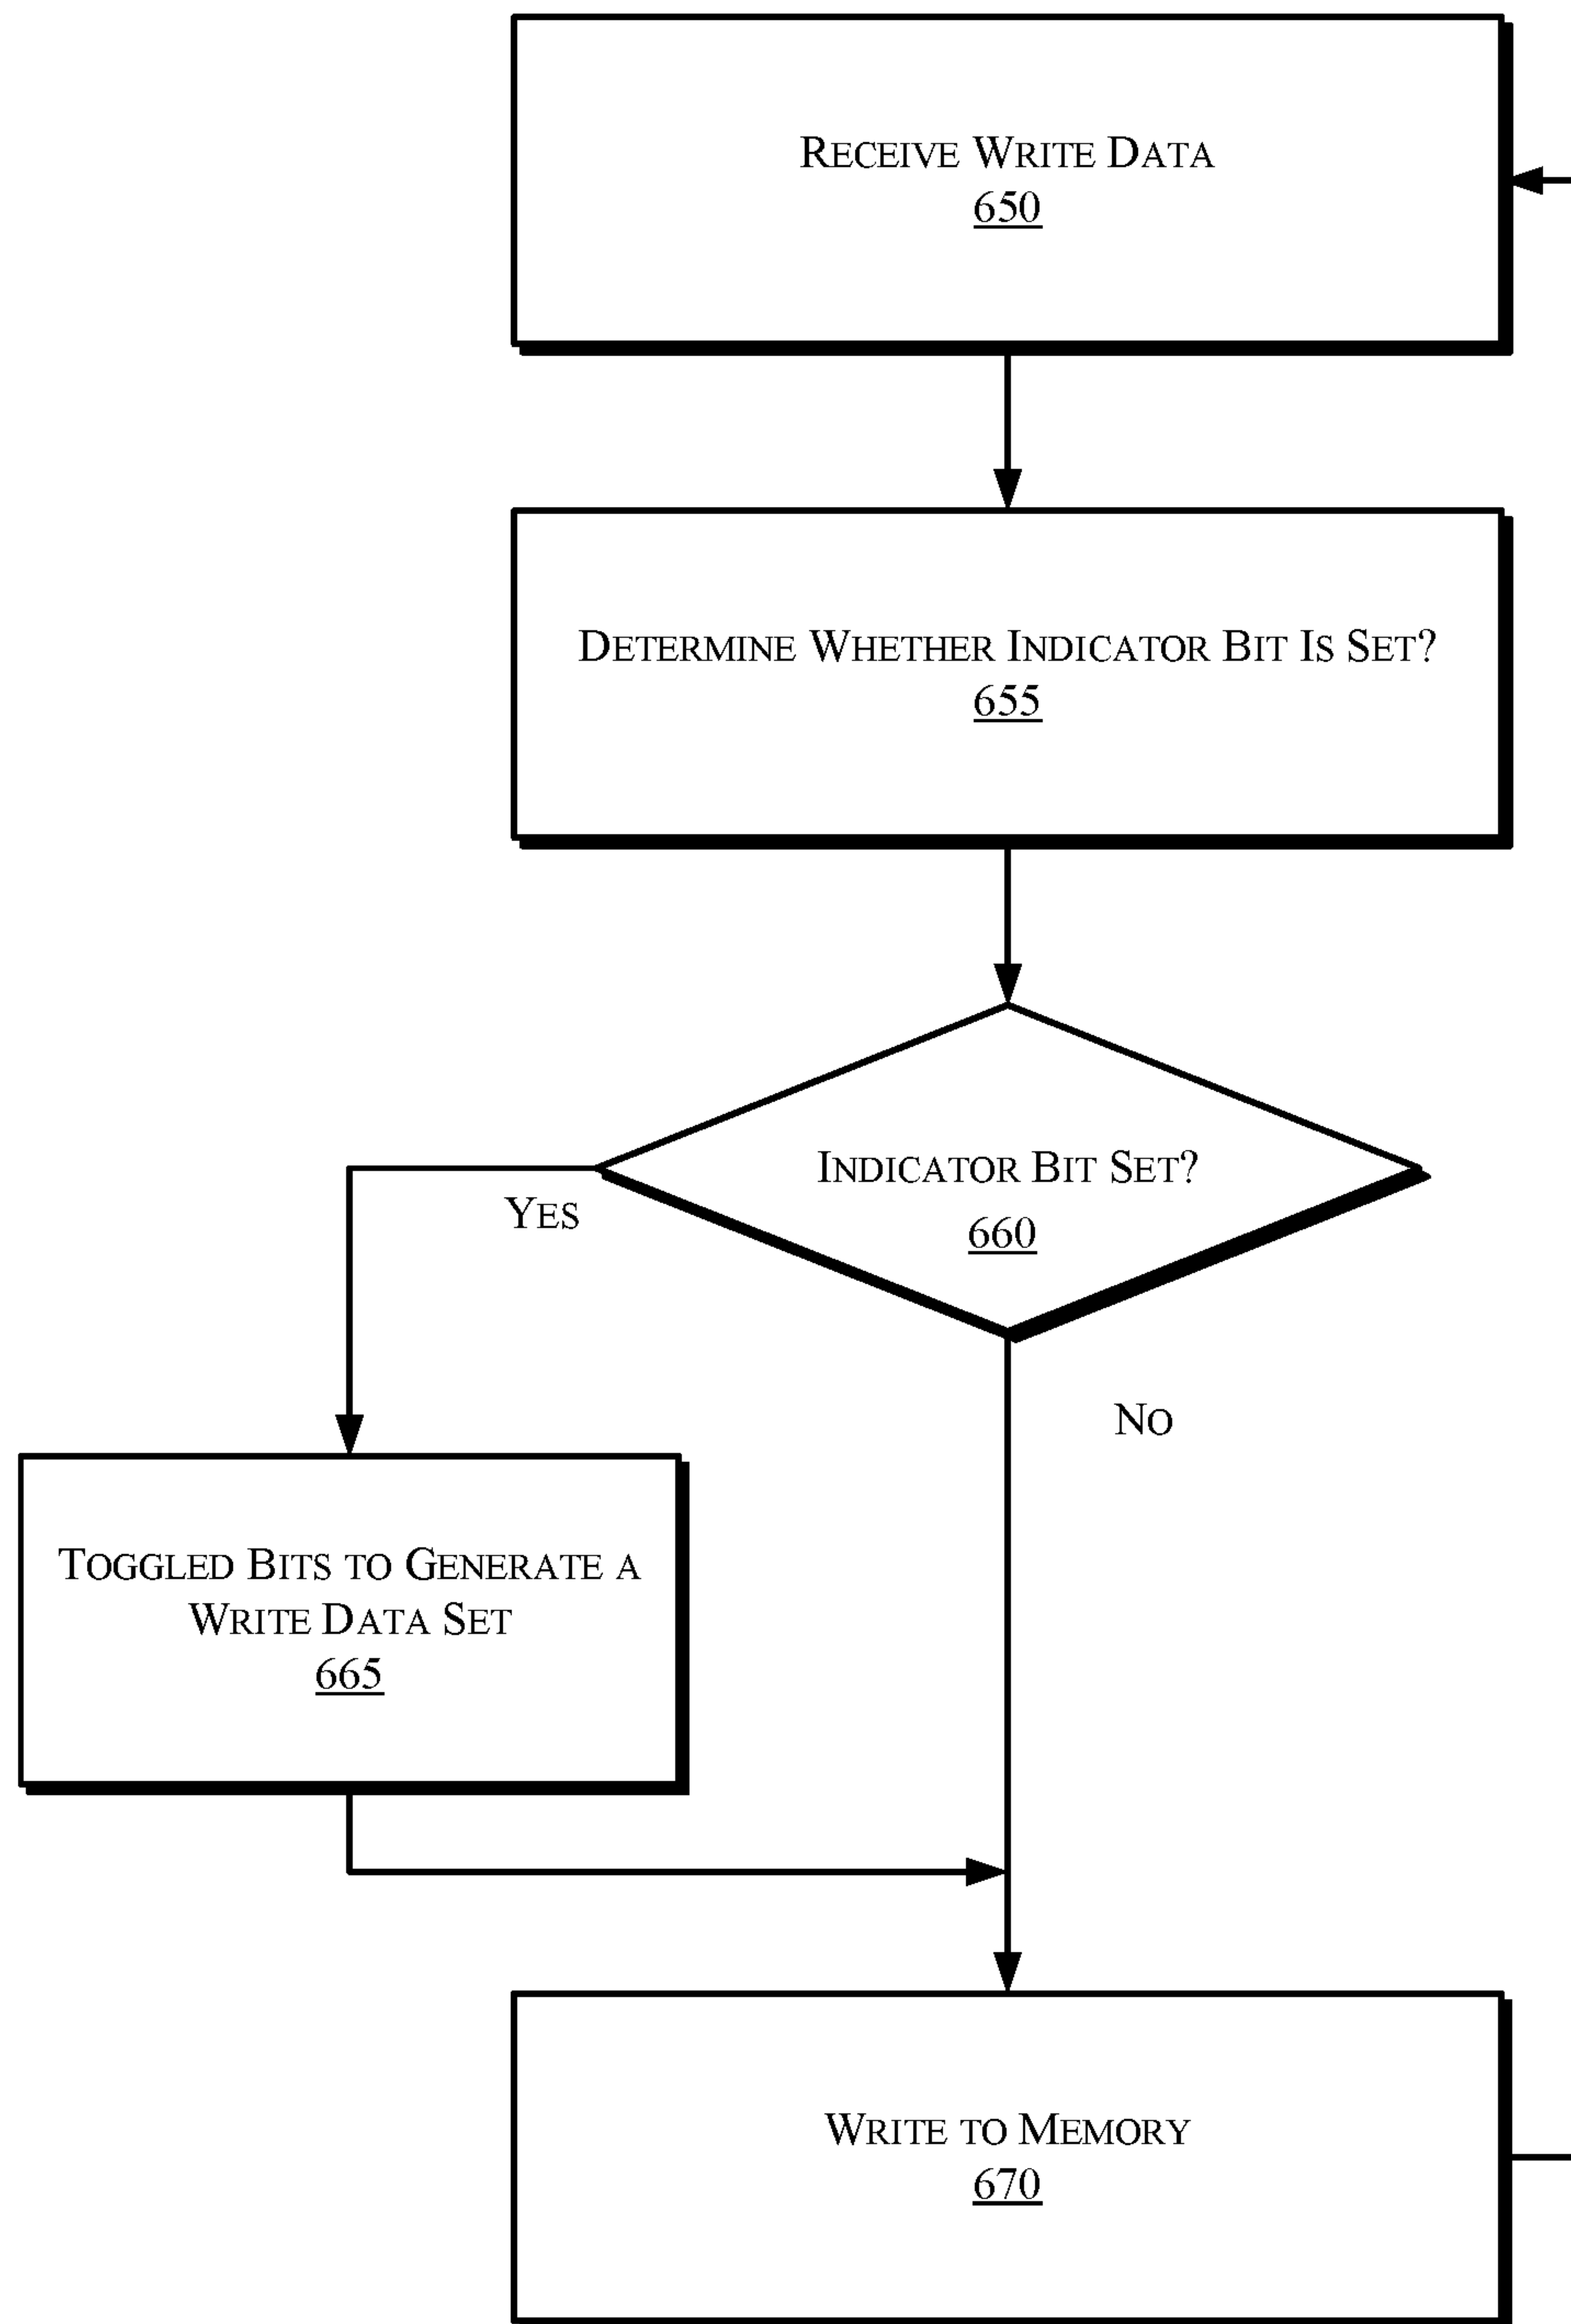 Receive Write Data
650
Determine Whether Indicator Bit Is Set?
655
Indicator Bit Set?
660
Yes
No
Toggled Bits to Generate a
Write Data Set
665
Write to Memory
670